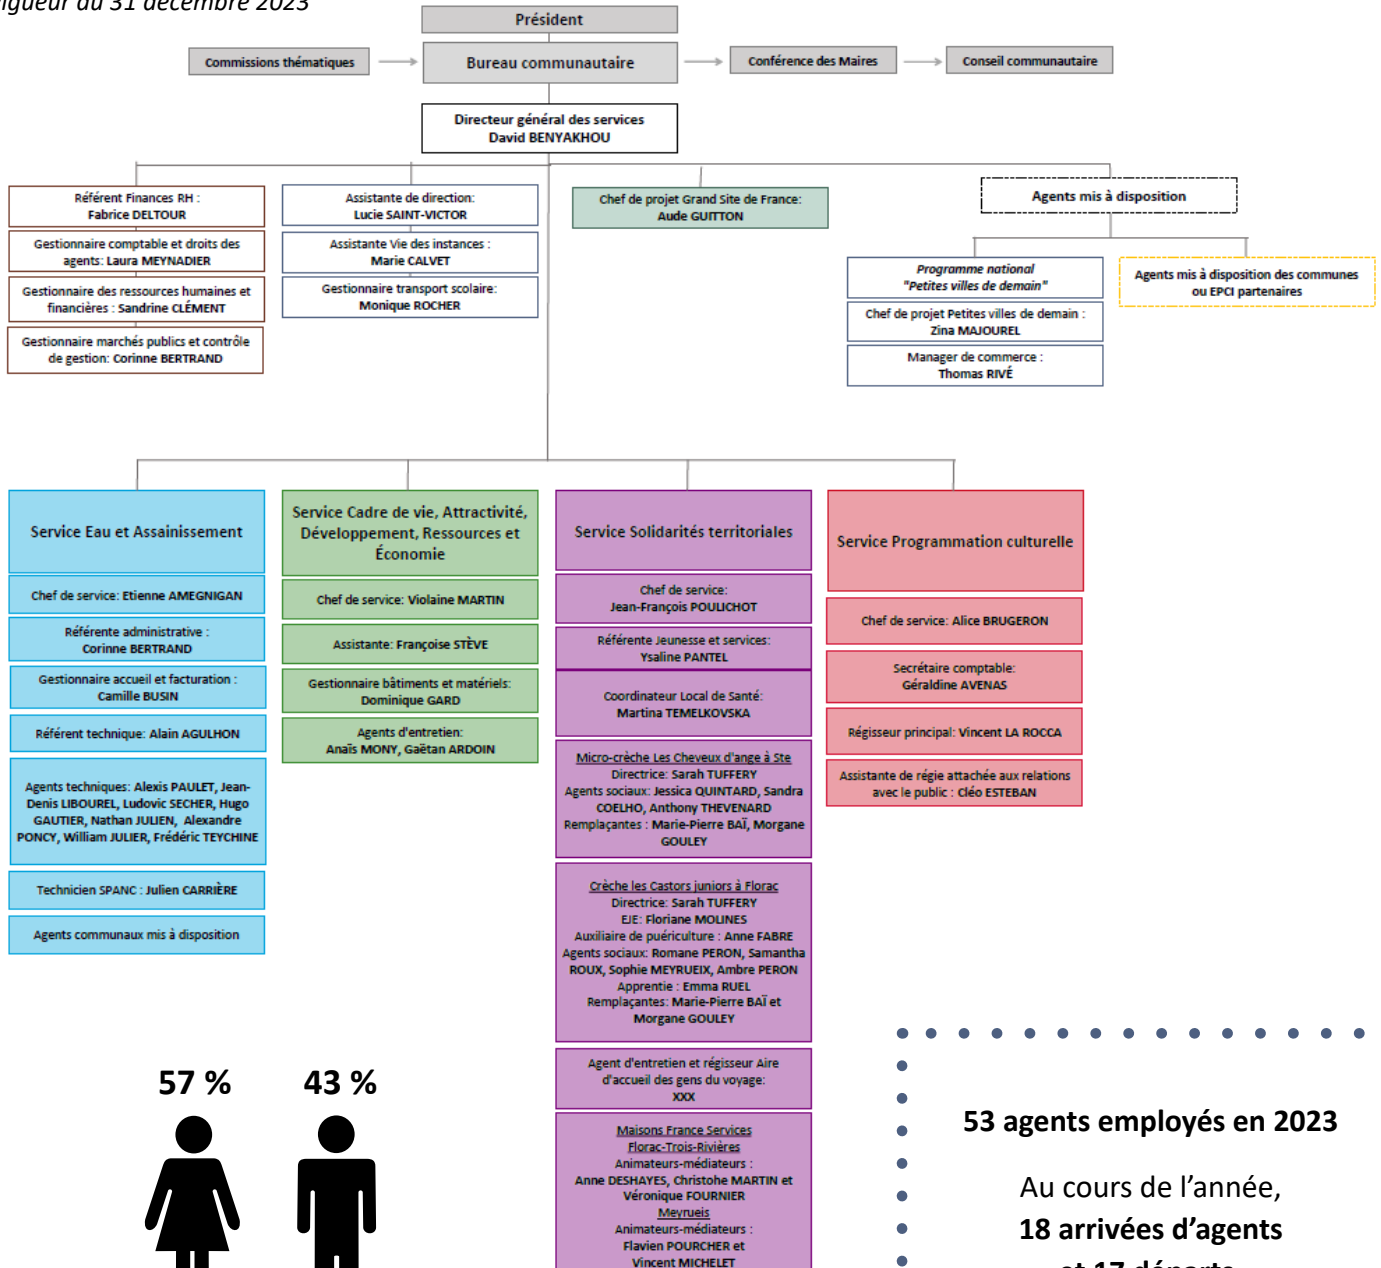 vigueur au 31 décembre 2023
Président
Commissions thématiques
Bureau communautaire
Conférence des Maires
Conseil communautaire
Directeur général des services
David BENYAKHOU
Référent Finances RH :
Fabrice DELTOUR
Gestionnaire comptable et droits des
agents: Laura MEYNADIER
Gestionnaire des ressources humaines et
financières : Sandrine CLÉMENT
Gestionnaire marchés publics et contrôle
de gestion: Corinne BERTRAND
Assistante de direction:
Lucie SAINT-VICTOR
Assistante Vie des instances :
Marie CALVET
Gestionnaire transport scolaire:
Monique ROCHER
Chef de projet Grand Site de France:
Aude GUITTON
Agents mis à disposition
Programme national
"Petites villes de demain"
Chef de projet Petites villes de demain :
Zina MAJOUREL
Manager de commerce :
Thomas RIVÉ
Agents mis à disposition des communes
ou EPCI partenaires
Service Eau et Assainissement
Chef de service: Etienne AMEGNIGAN
Référente administrative :
Corinne BERTRAND
Gestionnaire accueil et facturation :
Camille BUSIN
Référent technique: Alain AGULHON
Agents techniques: Alexis PAULET, Jean-
Denis LIBOUREL, Ludovic SECHER, Hugo
GAUTIER, Nathan JULIEN, Alexandre
PONCY, William JULIER, Frédéric TEYCHINE
Technicien SPANC : Julien CARRIÈRE
Agents communaux mis à disposition
Service Cadre de vie, Attractivité,
Développement, Ressources et
Économie
Chef de service: Violaine MARTIN
Assistante: Françoise STÈVE
Gestionnaire bâtiments et matériels:
Dominique GARD
Agents d'entretien:
Anaïs MONY, Gaëtan ARDOIN
Service Solidarités territoriales
Chef de service:
Jean-François POULICHOT
Référente Jeunesse et services:
Ysaline PANTEL
Coordinateur Local de Santé:
Martina TEMELKOVSKA
Micro-crèche Les Cheveux d'ange à Ste
Directrice: Sarah TUFFERY
Agents sociaux: Jessica QUINTARD, Sandra
COELHO, Anthony THEVENARD
Remplaçantes : Marie-Pierre BAÏ, Morgane
GOULEY
Crèche les Castors juniors à Florac
Directrice: Sarah TUFFERY
EJE: Floriane MOLINES
Auxiliaire de puériculture : Anne FABRE
Agents sociaux: Romane PERON, Samantha
ROUX, Sophie MEYRUEIX, Ambre PERON
Apprentie : Emma RUEL
Remplaçantes: Marie-Pierre BAÏ et
Morgane GOULEY
Agent d'entretien et régisseur Aire
d'accueil des gens du voyage:
XXX
Maisons France Services
Florac-Trois-Rivières
Animateurs-médiateurs :
Anne DESHAYES, Christohe MARTIN et
Véronique FOURNIER
Meyrueis
Animateurs-médiateurs :
Flavien POURCHER et
Vincent MICHELET
Service Programmation culturelle
Chef de service: Alice BRUGERON
Secrétaire comptable:
Géraldine AVENAS
Régisseur principal: Vincent LA ROCCA
Assistante de régie attachée aux relations
avec le public : Cléo ESTEBAN
57 %
43 %
53 agents employés en 2023
Au cours de l’année,
18 arrivées d’agents
et 17 départs